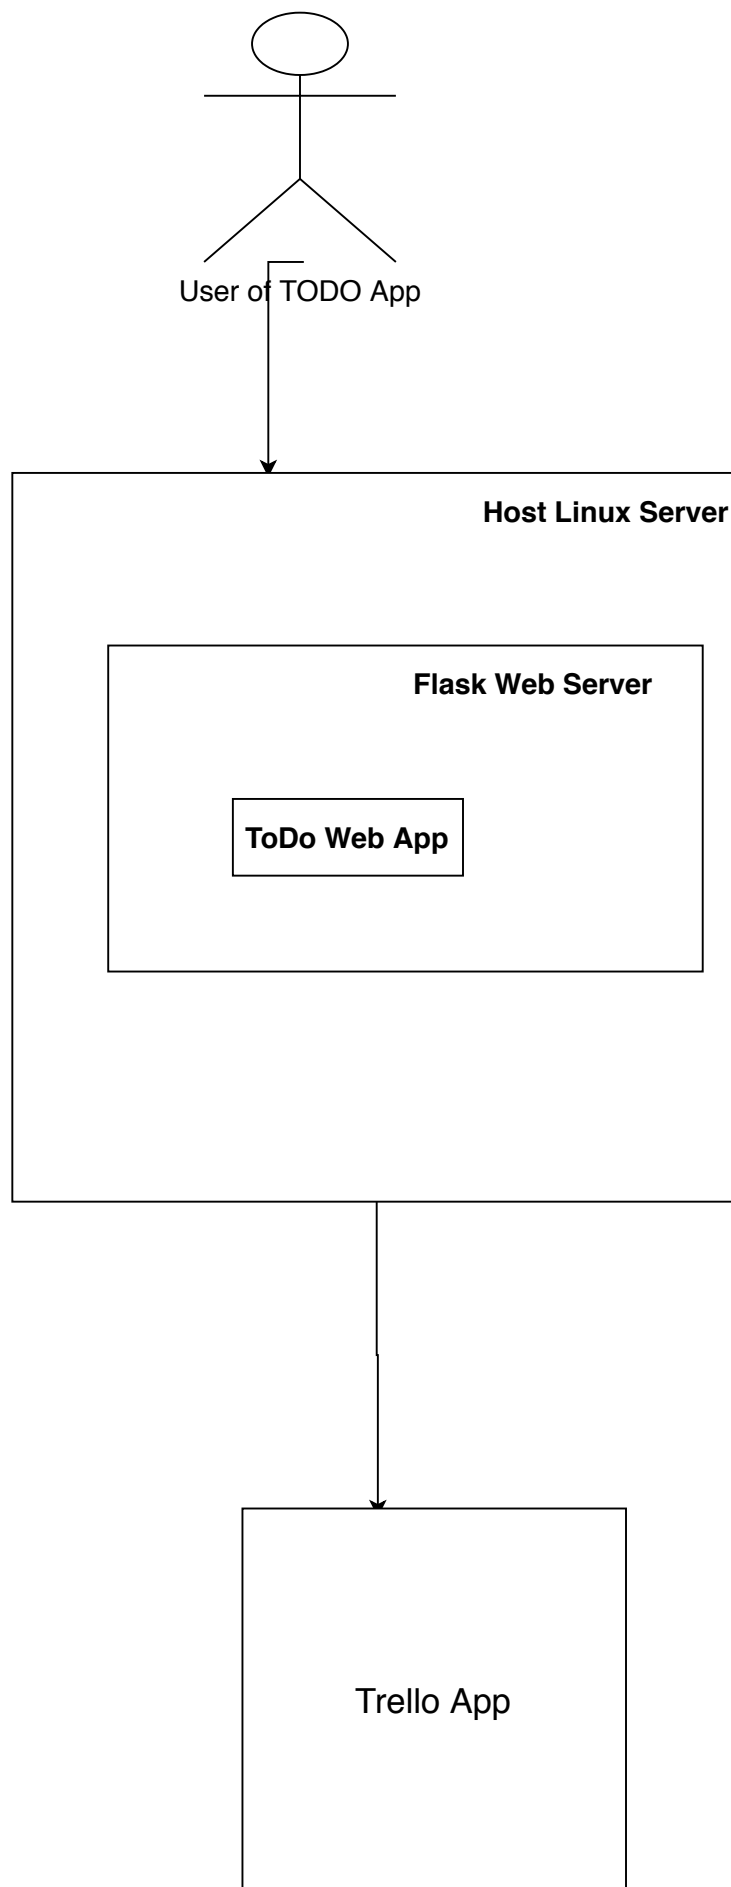 User of TODO App
Host Linux Server
Flask Web Server
ToDo Web App
Trello App